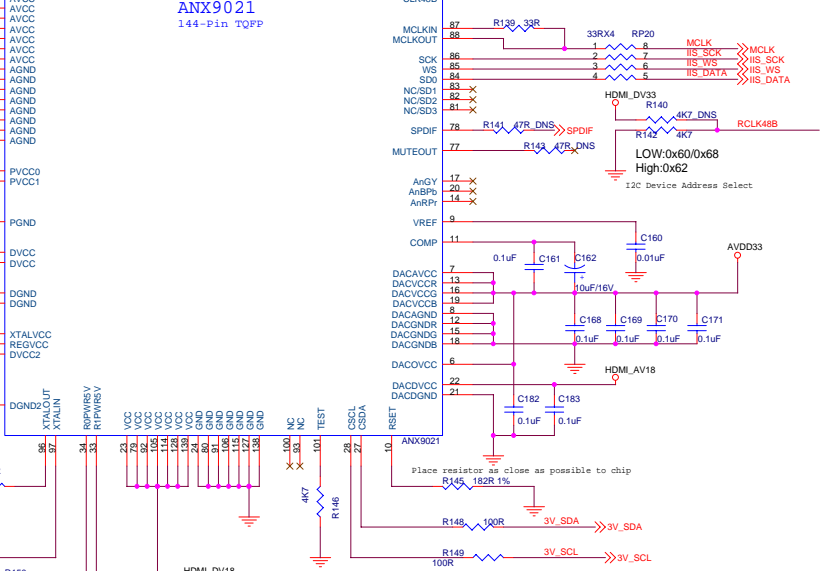 ANX9021
144-Pin TQFP
AVCC
AVCC
AVCC
AVCC
AVCC
AVCC
AGND
AGND
AGND
AGND
AGND
AGND
AGND
AGND
PVCC0
PVCC1
PGND
DVCC
DVCC
DGND
DGND
XTALVCC
REGVCC
DVCC2
DGND2
MCLKIN 87 R139 33R
MCLKOUT 88
33RX4 RP20
1 8 MCLK MCLK
SCK 86 2 7 IIS_SCK IIS_SCK
WS 85 3 6 IIS_WS IIS_WS
SD0 84 4 5 IIS_DATA IIS_DATA
NC/SD1 83
NC/SD2 82
NC/SD3 81
HDMI_DV33
R140
4K7_DNS
SPDIF 78 R141 47R_DNS SPDIF
R142 4K7
RCLK48B
MUTEOUT 77 R143 47R_DNS
LOW:0x60/0x68
High:0x62
I2C Device Address Select
AnGY 17
AnBPb 20
AnRPr 14
VREF 9
C160
0.01uF
COMP 11
0.1uF C161
C162
+
10uF/16V
AVDD33
DACAVCC 7
DACVCCR 13
DACVCCG 16
DACVCCB 19
DACAGND 8
DACGNDR 12
DACGNDG 15
DACGNDB 18
C168 C169 C170 C171
0.1uF 0.1uF 0.1uF 0.1uF
DACOVCC 6
HDMI_AV18
DACDVCC 22
DACDGND 21
C182 C183
0.1uF 0.1uF
XTALOUT 96
XTALIN 97
R0PWR5V 34
R1PWR5V 33
VCC 23
VCC 79
VCC 92
VCC 105
VCC 114
VCC 128
VCC 139
GND 24
GND 80
GND 91
GND 106
GND 115
GND 127
GND 138
NC 100
NC 93
TEST 101
CSCL 28
CSDA 27
RSET 10
ANX9021
Place resistor as close as possible to chip
4K7 R146
R145 182R 1%
R148 100R 3V_SDA 3V_SDA
R149 3V_SCL 3V_SCL
100R